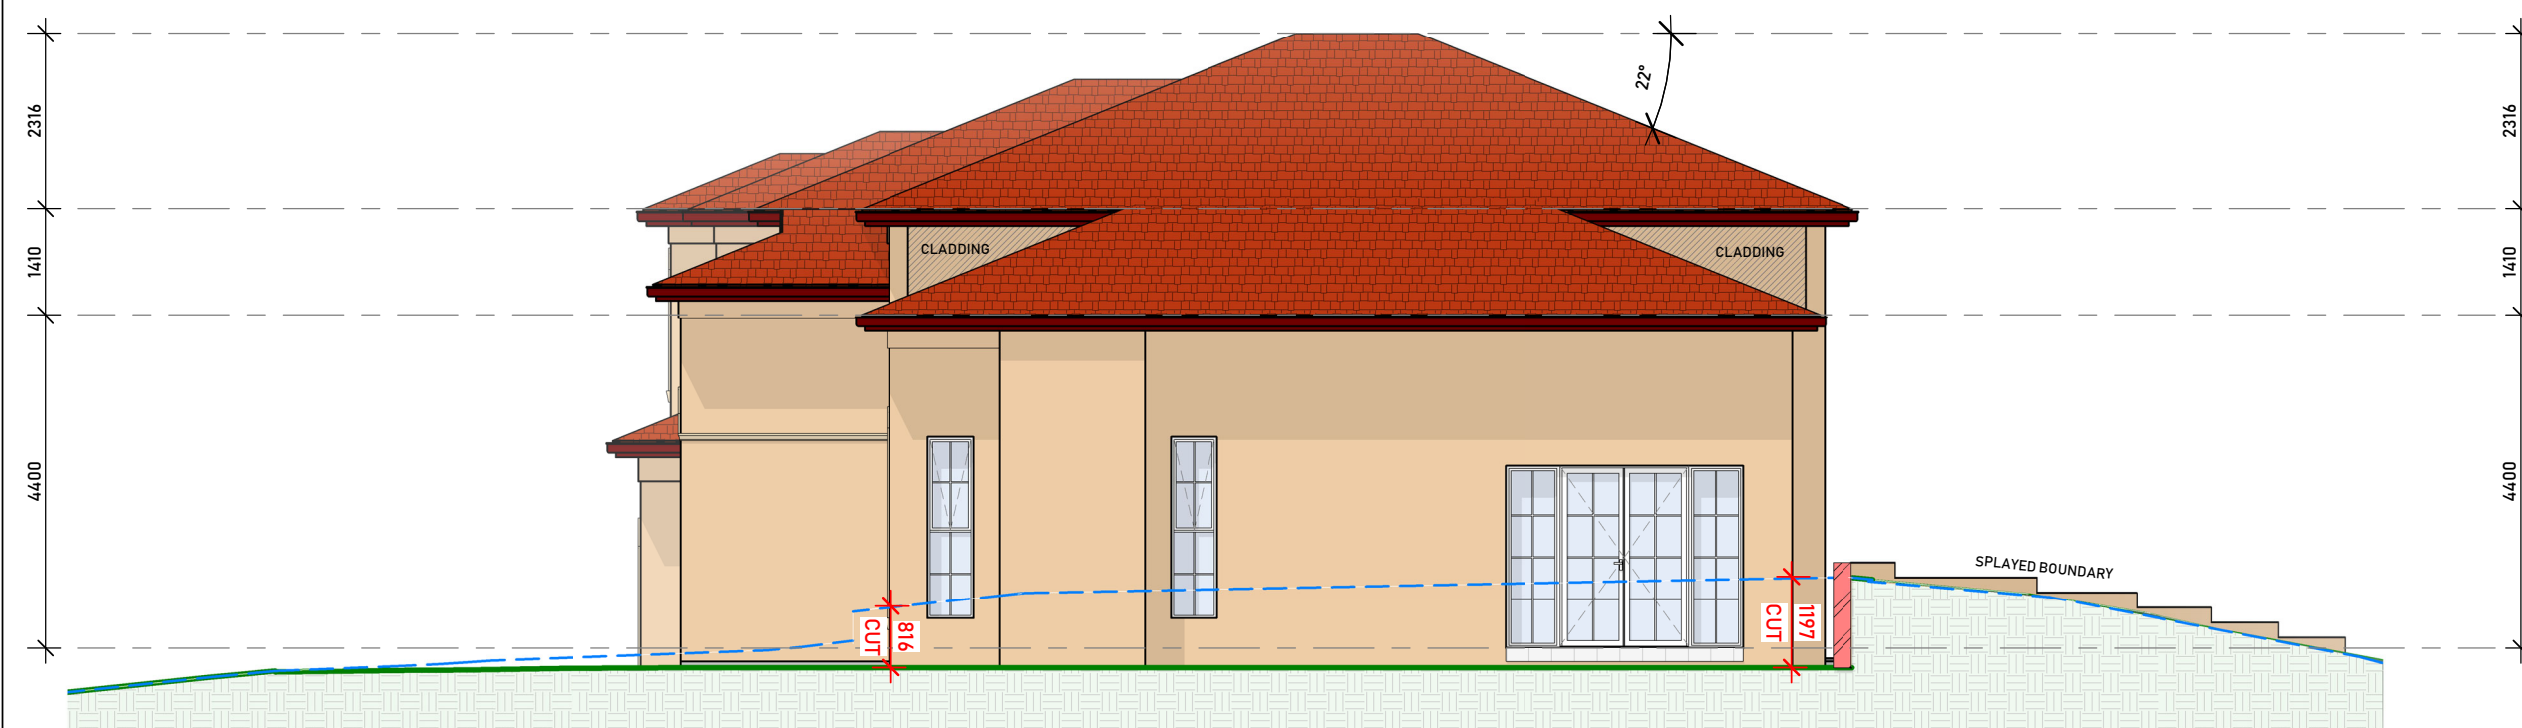 22°
2316
2316
1410
CLADDING
CLADDING
1410
4400
4400
SPLAYED BOUNDARY
816
CUT
1197
CUT